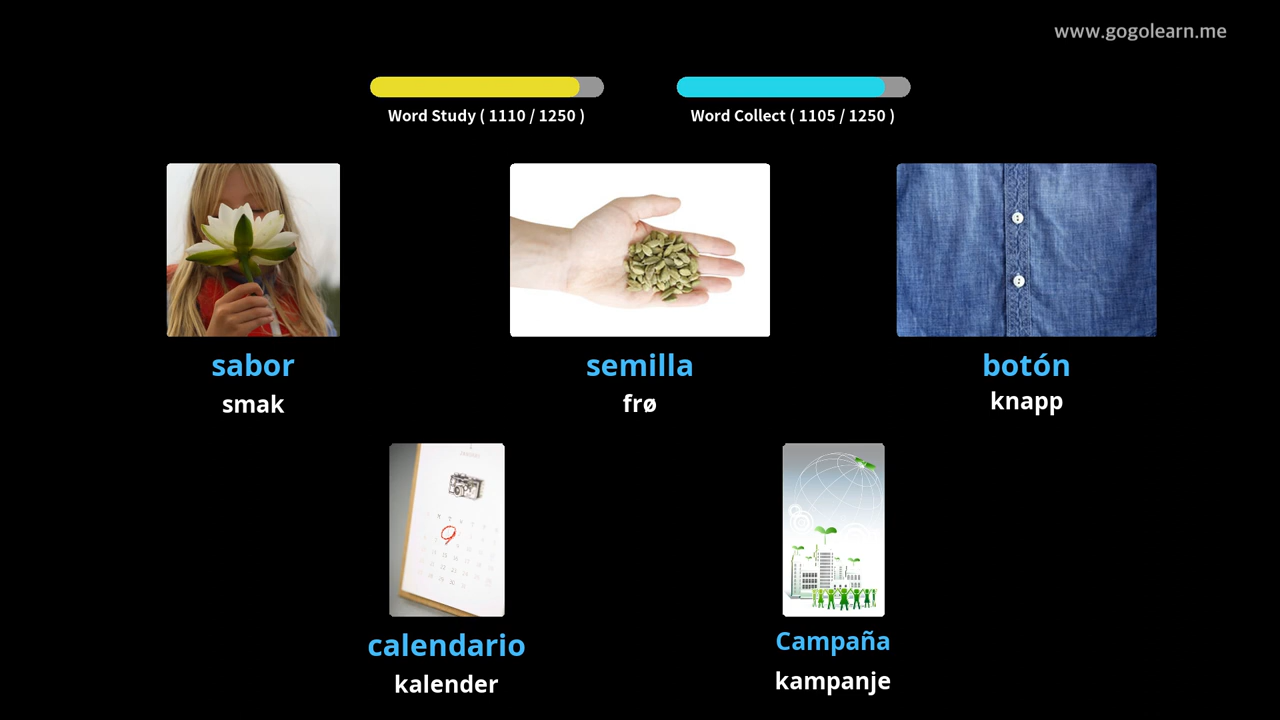 www.gogolearn.me
Word Study ( 1110 / 1250 )
Word Collect ( 1105 / 1250 )
sabor
smak
semilla
frø
botón
knapp
calendario
kalender
Campaña
kampanje